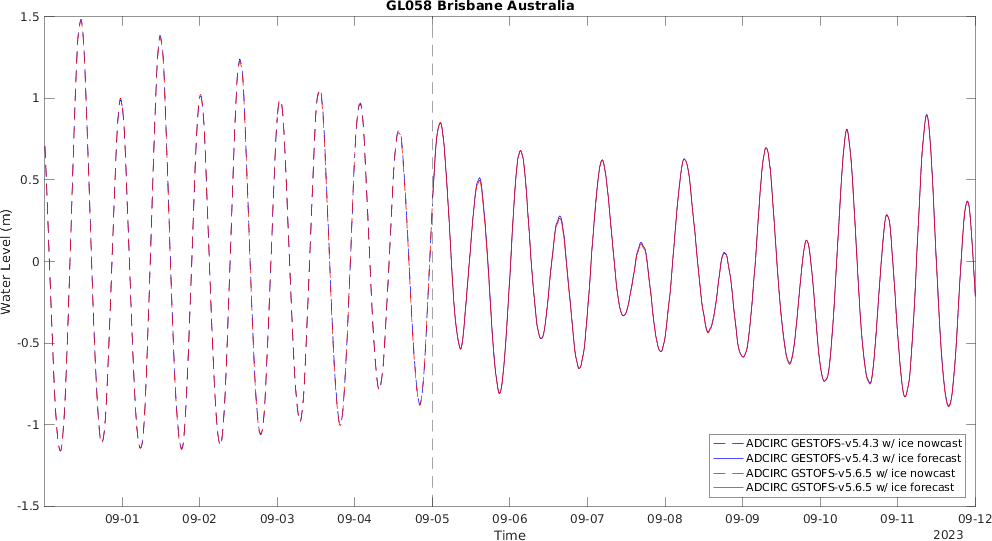 GL058 Brisbane Australia
1.5
1
0.5
0
-0.5
-1
-1.5
Water Level (m)
09-01 09-02 09-03 09-04 09-05 09-06 09-07 09-08 09-09 09-10 09-11 09-12
Time
2023
ADCIRC GESTOFS-v5.4.3 w/ ice nowcast
ADCIRC GESTOFS-v5.4.3 w/ ice forecast
ADCIRC GSTOFS-v5.6.5 w/ ice nowcast
ADCIRC GSTOFS-v5.6.5 w/ ice forecast